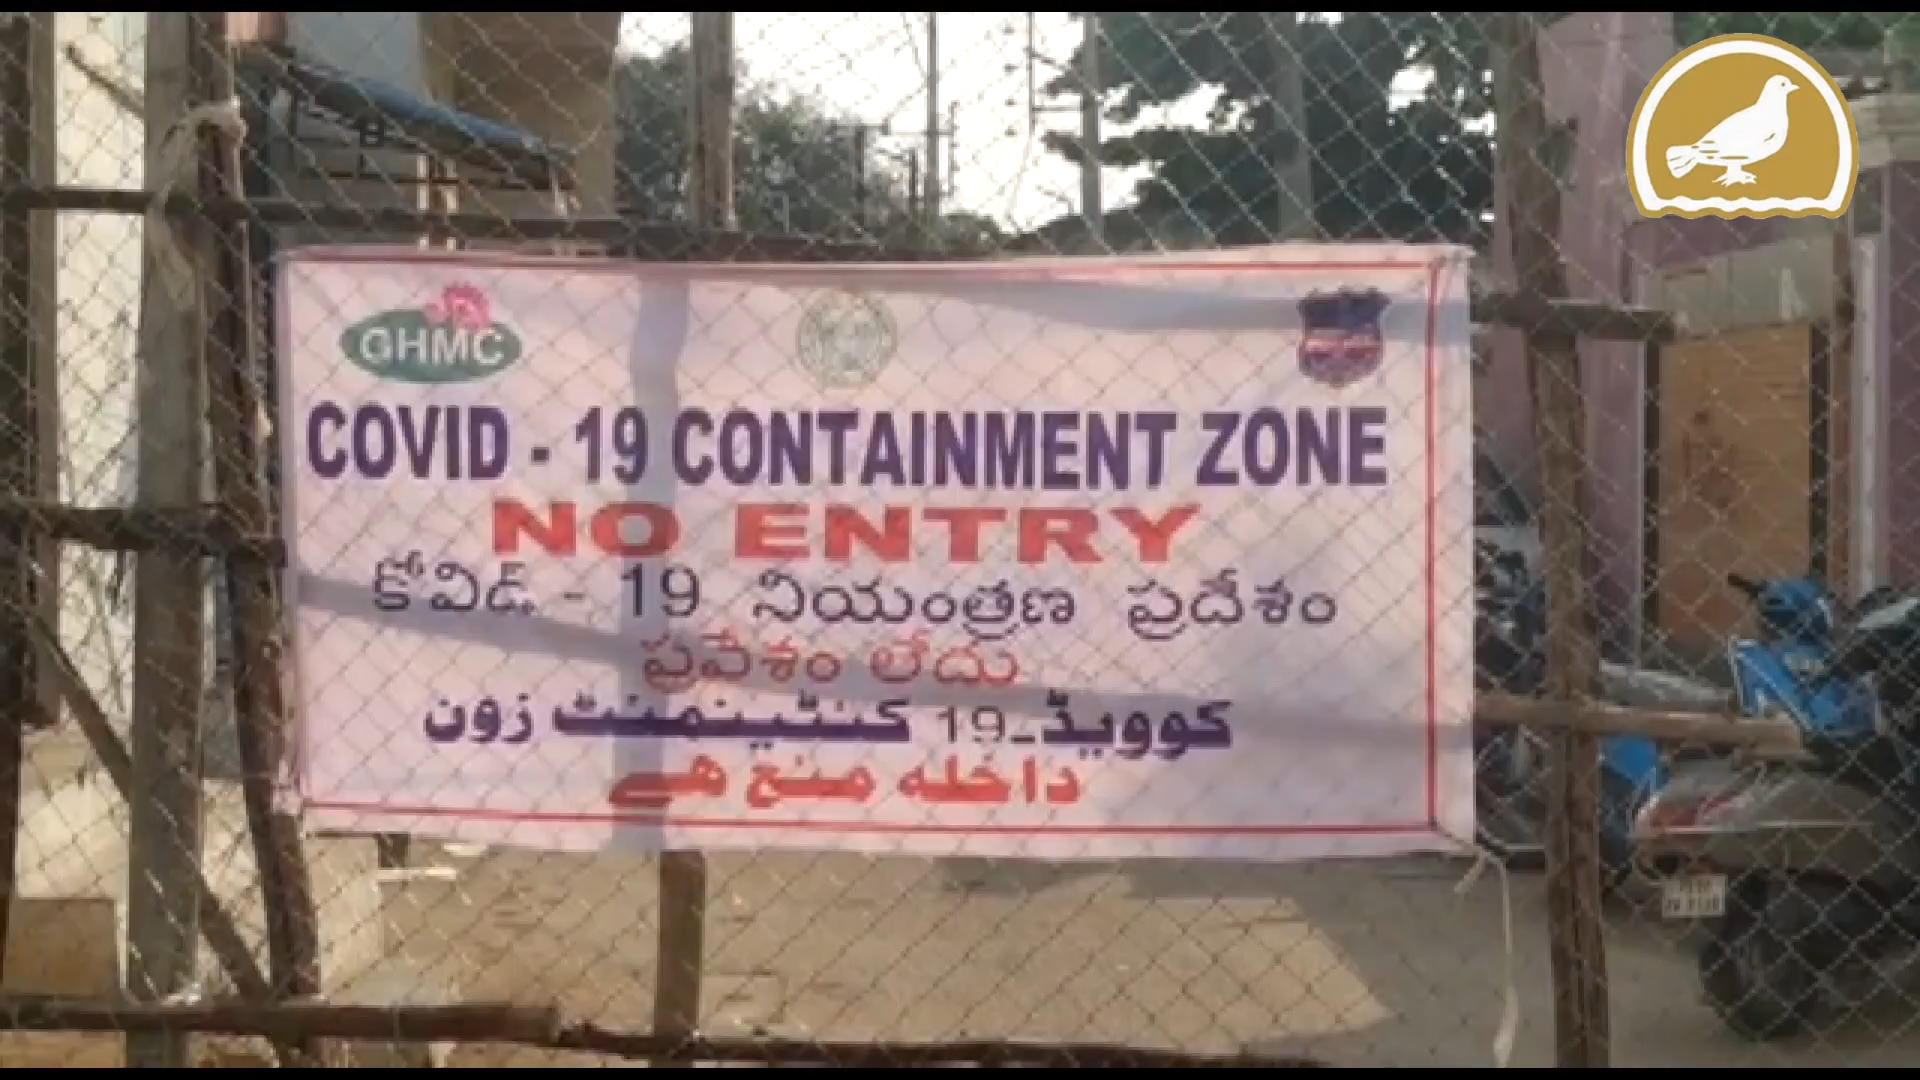 GHMC
COVID - 19 CONTAINMENT ZONE
NO ENTRY
కోవిడ్ - 19 నియంత్రణ ప్రదేశం
ప్రవేశం లేదు
کوویڈ-19 کنٹینمنٹ زون
داخلہ منع ہے